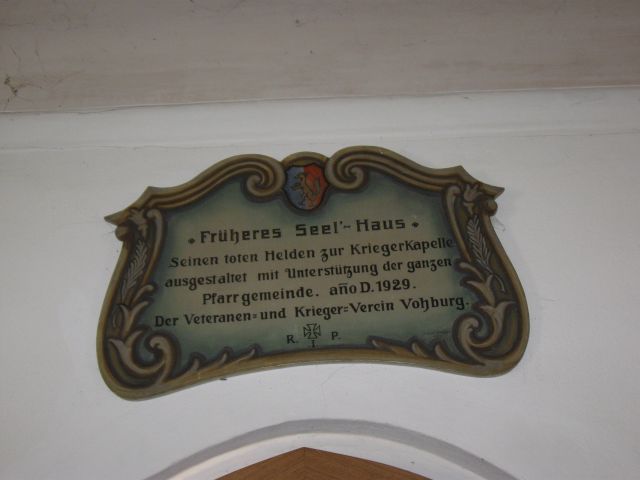 Früheres Seel'-Haus
Seinen toten Helden zur Kriegerkapelle
ausgestaltet mit Unterstützung der ganzen
Pfarrgemeinde. año D. 1929.
Der Veteranen= und Krieger=Verein Vohburg.
R. I. P.